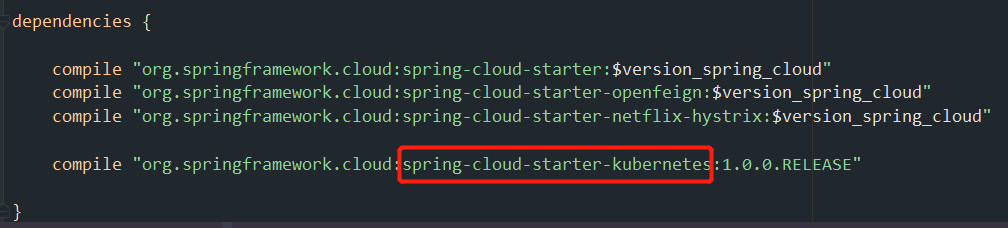 dependencies {
compile "org.springframework.cloud:spring-cloud-starter:$version_spring_cloud"
compile "org.springframework.cloud:spring-cloud-starter-openfeign:$version_spring_cloud"
compile "org.springframework.cloud:spring-cloud-starter-netflix-hystrix:$version_spring_cloud"
compile "org.springframework.cloud:spring-cloud-starter-kubernetes:1.0.0.RELEASE"
}